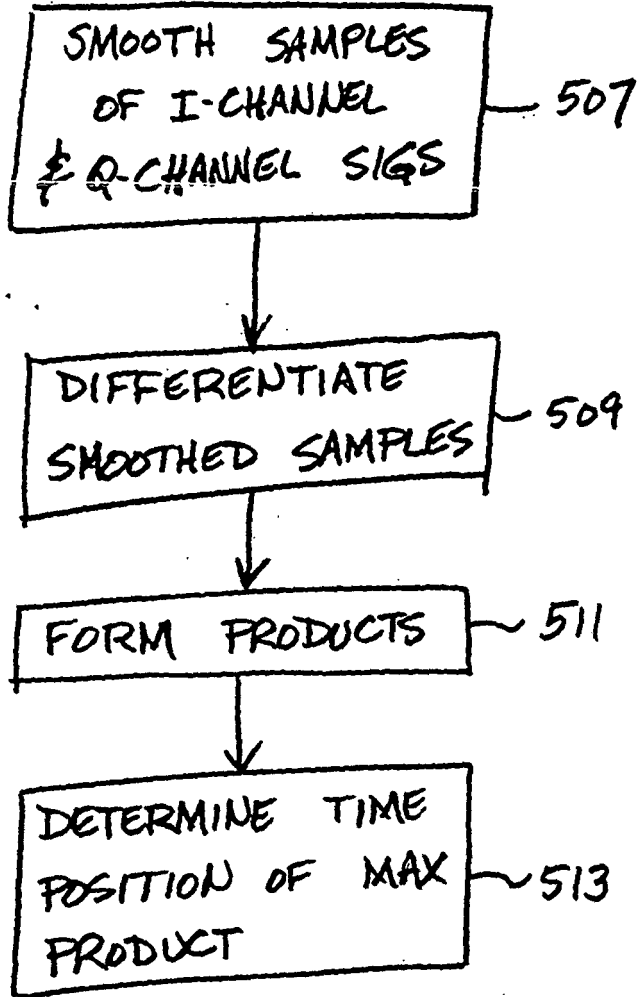 SMOOTH SAMPLES
OF I-CHANNEL
& Q-CHANNEL SIGS
507
DIFFERENTIATE
SMOOTHED SAMPLES
509
FORM PRODUCTS
511
DETERMINE TIME
POSITION OF MAX
PRODUCT
513